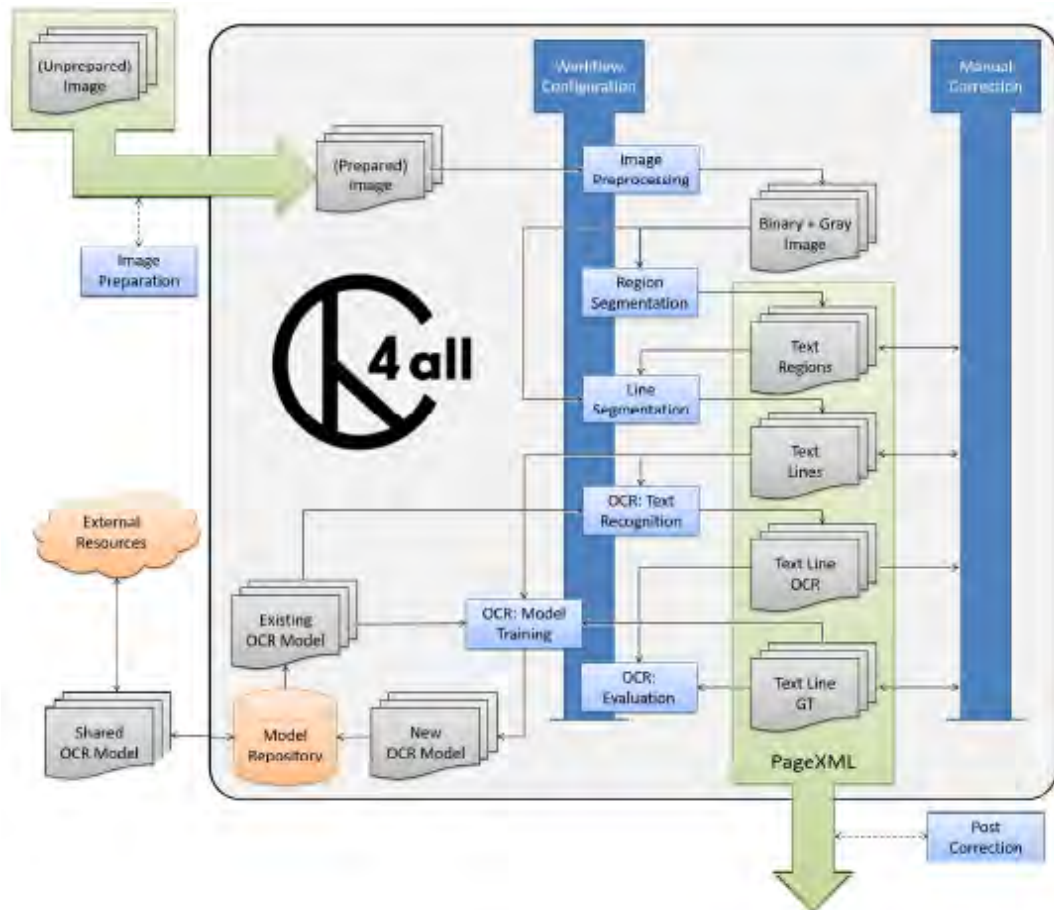 (Unprepared)
Image
Workflow
Configuration
Manual
Correction
(Prepared)
Image
Image
Preprocessing
Image
Preparation
Binary + Gray
Image
Region
Segmentation
4 all
Text
Regions
Line
Segmentation
Text
Lines
OCR: Text
Recognition
External
Resources
Text Line
OCR
Existing
OCR Model
OCR: Model
Training
OCR:
Evaluation
Text Line
GT
Shared
OCR Model
Model
Repository
New
OCR Model
PageXML
Post
Correction